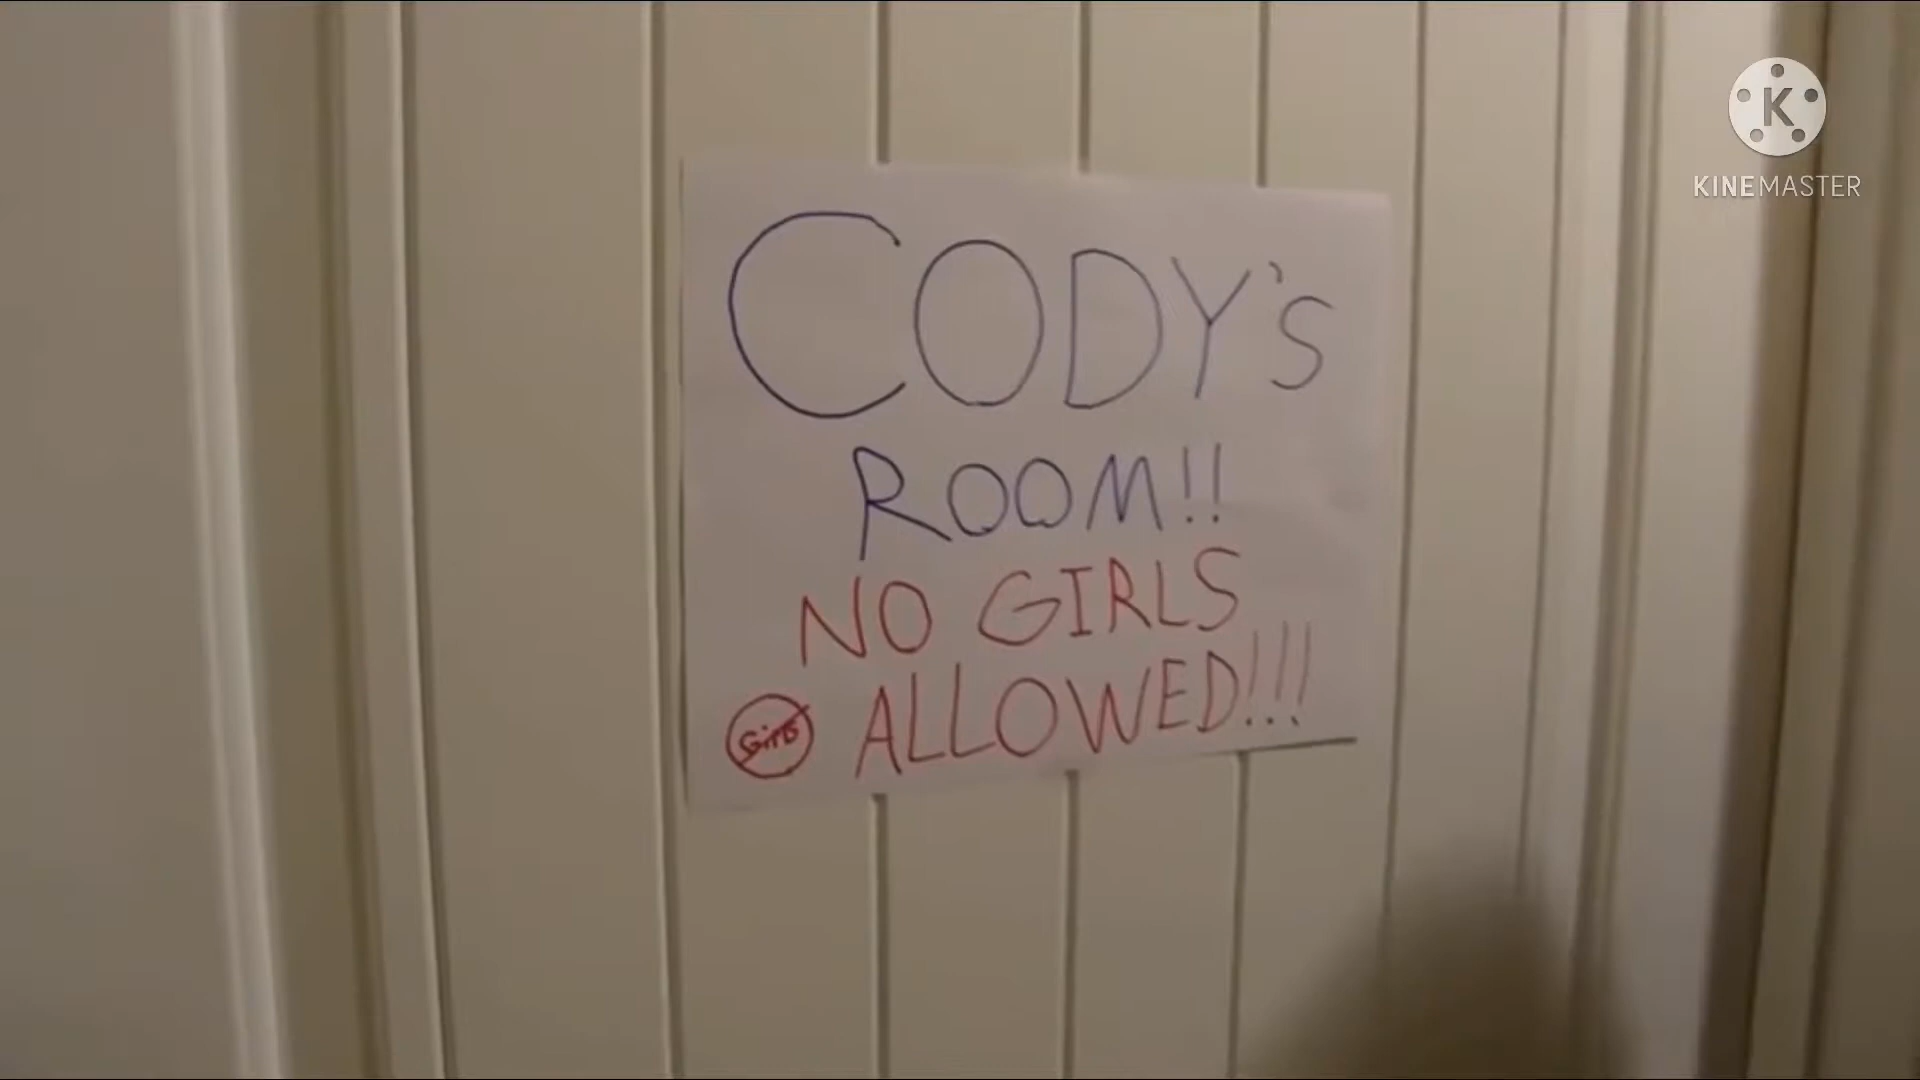 CODY's
ROOM!!
NO GIRLS
Girls ALLOWED!!!
K
KINEMASTER